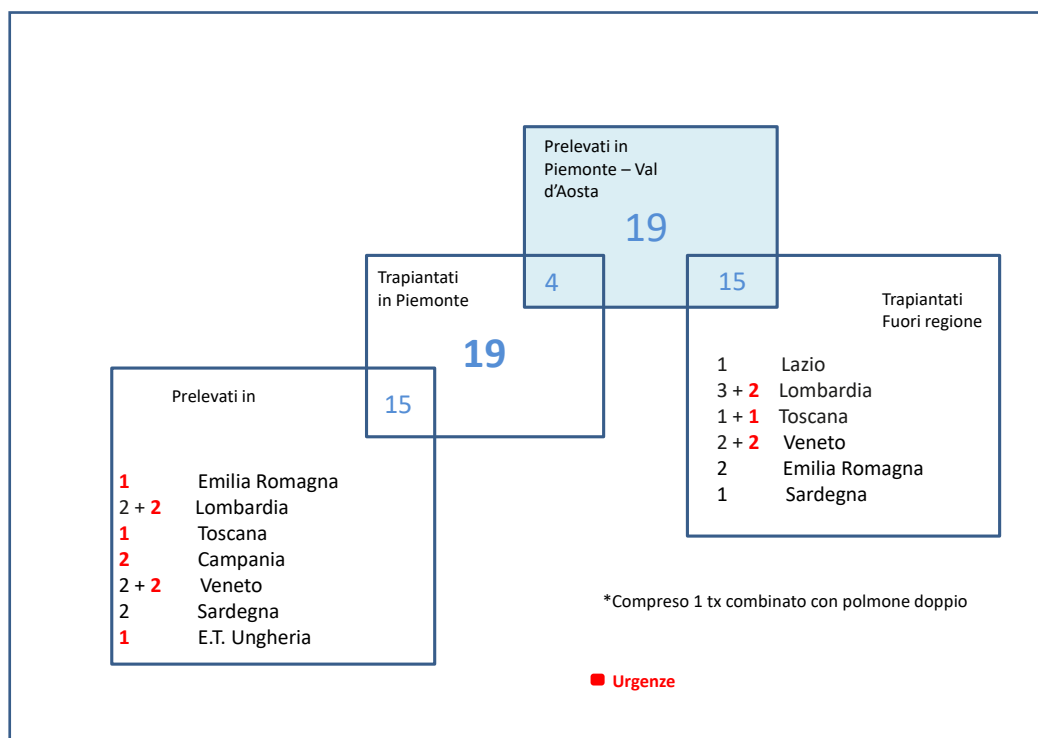 Prelevati in
Piemonte – Val
d'Aosta
19
4
15
Trapiantati
in Piemonte
19
15
Trapiantati
Fuori regione
1 Lazio
3 + 2 Lombardia
1 + 1 Toscana
2 + 2 Veneto
2 Emilia Romagna
1 Sardegna
Prelevati in
1 Emilia Romagna
2 + 2 Lombardia
1 Toscana
2 Campania
2 + 2 Veneto
2 Sardegna
1 E.T. Ungheria
*Compreso 1 tx combinato con polmone doppio
Urgenze